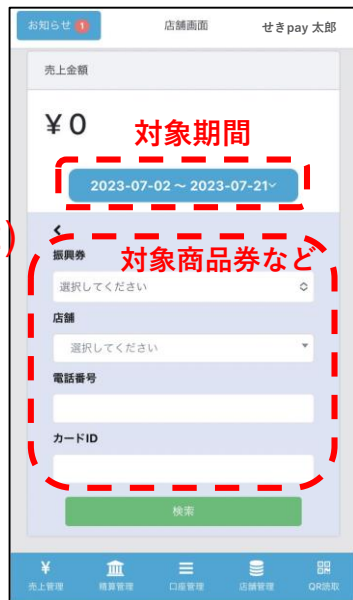 お知らせ 1 店舗画面 せきpay 太郎
売上金額
¥ 0
対象期間
2023-07-02 ~ 2023-07-21
対象商品券など
振興券
選択してください
店舗
選択してください
電話番号
カードID
検索
¥
売上管理 精算管理 口座管理 店舗管理 QR読取